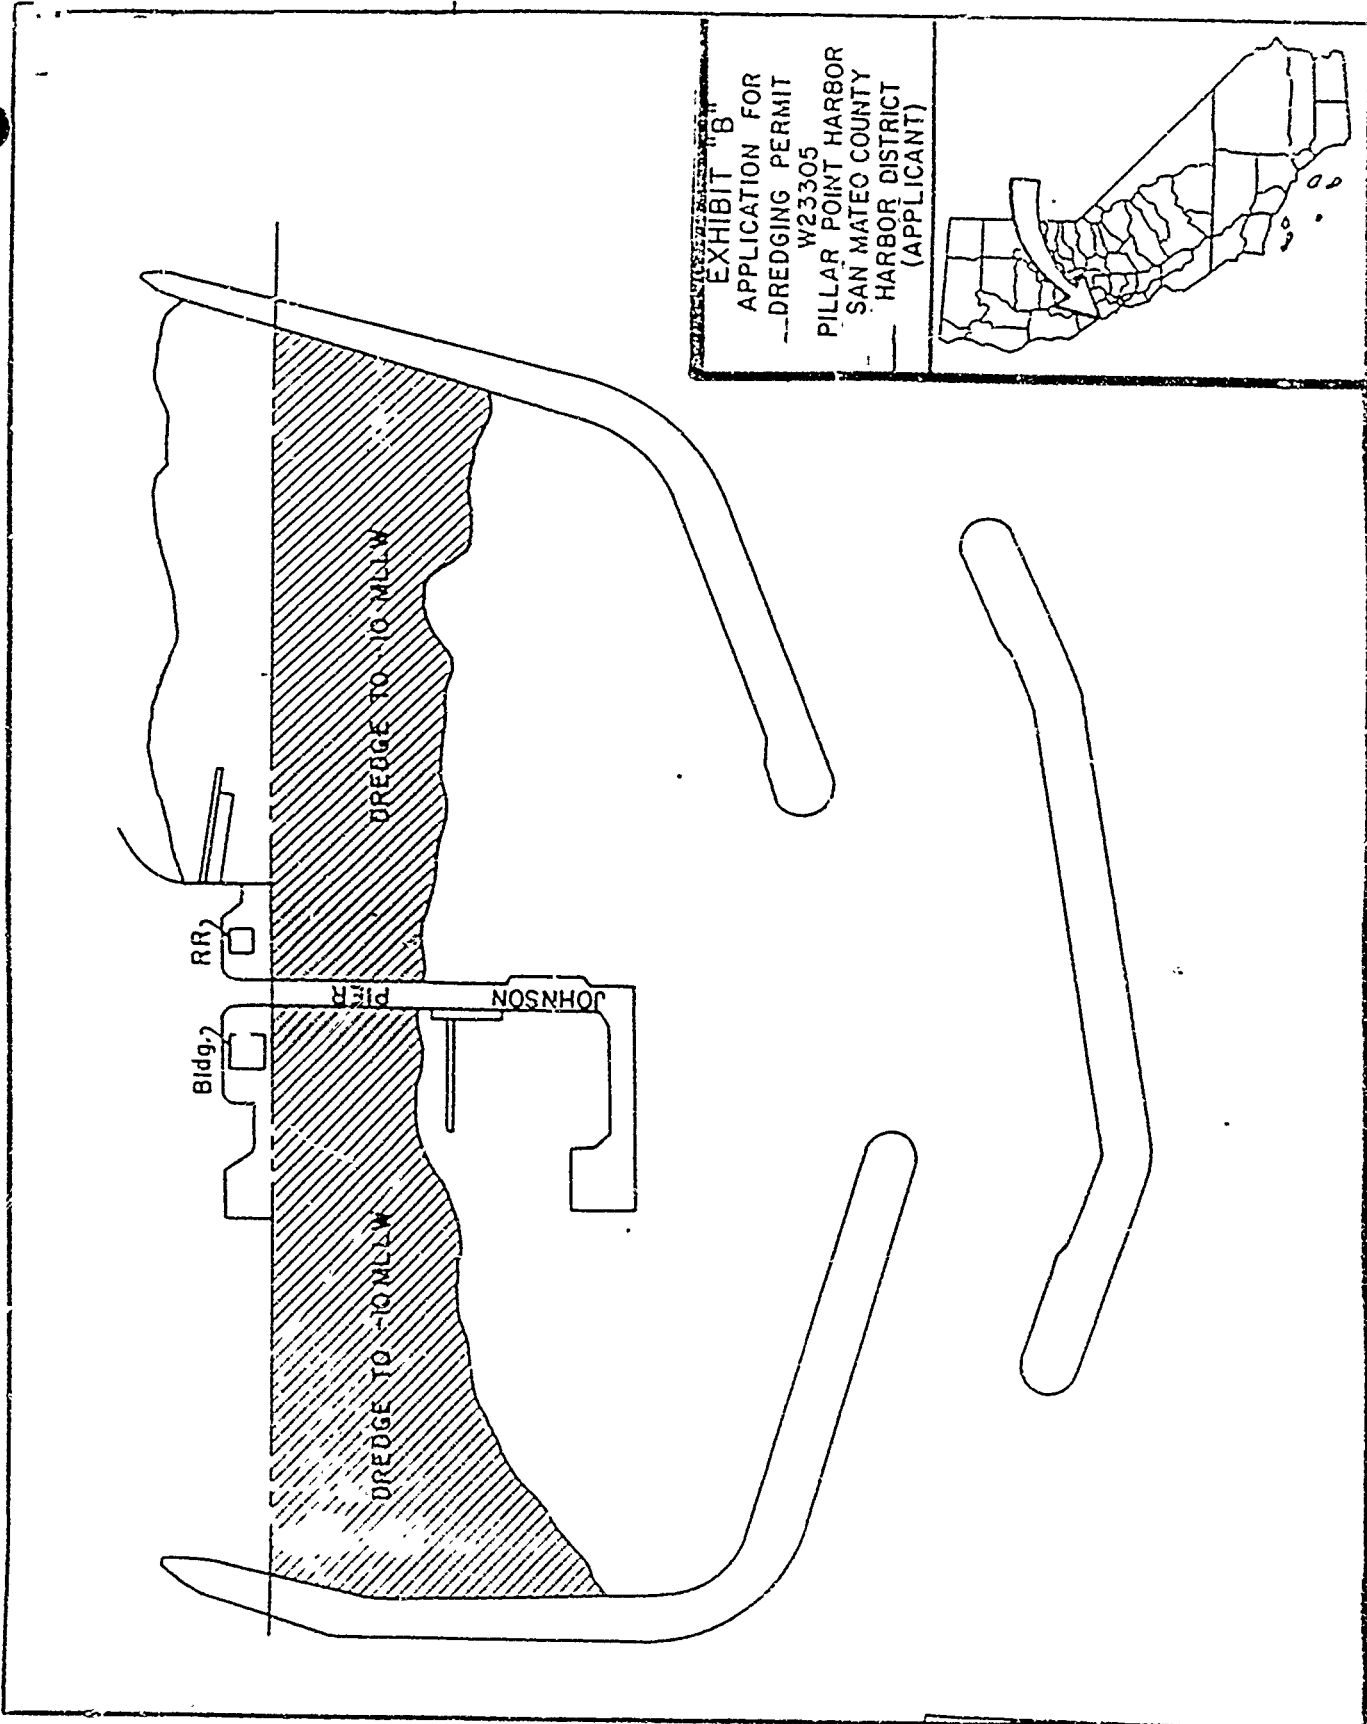 EXHIBIT "B"
APPLICATION FOR
DREDGING PERMIT
W23305
PILLAR POINT HARBOR
SAN MATEO COUNTY
HARBOR DISTRICT
(APPLICANT)
DREDGE TO -10 MLLW
DREDGE TO -10 MLLW
RR
Bldg.
JOHNSON
PIER